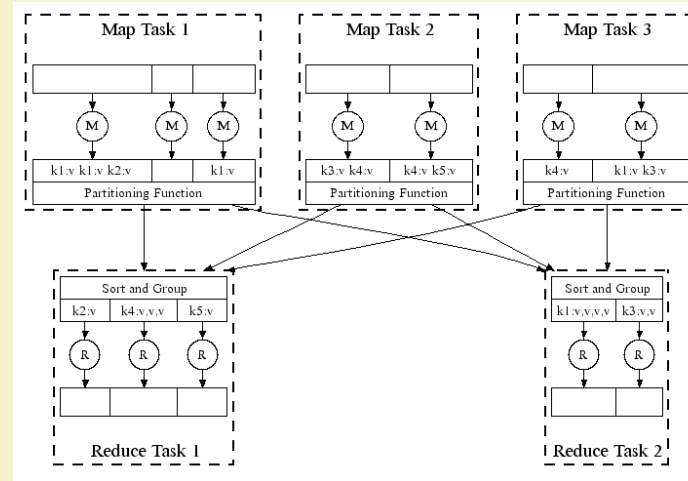 Map Task 1
M M M
k1:v k1:v k2:v k1:v
Partitioning Function
Map Task 2
M M
k3:v k4:v k4:v k5:v
Partitioning Function
Map Task 3
M M
k4:v k1:v k3:v
Partitioning Function
Sort and Group
k2:v k4:v,v,v k5:v
R R R
Reduce Task 1
Sort and Group
k1:v,v,v,v k3:v,v
R R
Reduce Task 2